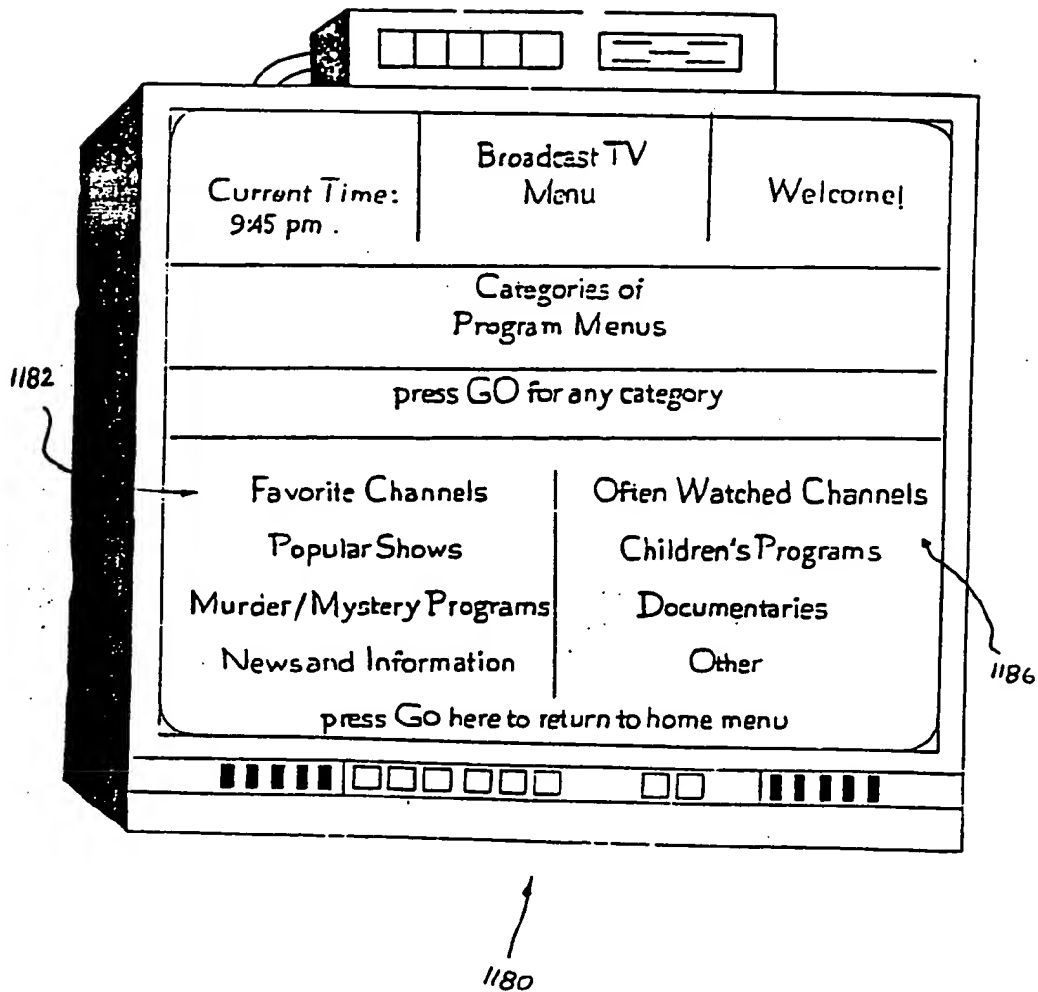 Broadcast TV
Menu
Current Time:
9:45 pm .
Welcome!
Categories of
Program Menus
press GO for any category
1182
Favorite Channels
Often Watched Channels
Popular Shows
Children's Programs
Murder/Mystery Programs
Documentaries
News and Information
Other
1186
press Go here to return to home menu
1180